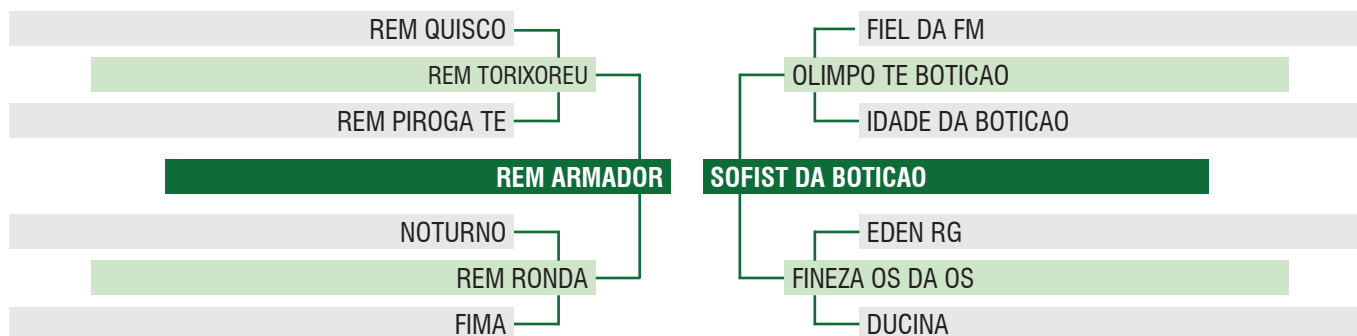 REM QUISCO
REM TORIXOREU
REM PIROGA TE
REM ARMADOR
NOTURNO
REM RONDA
FIMA
FIEL DA FM
OLIMPO TE BOTICAO
IDADE DA BOTICAO
SOFIST DA BOTICAO
EDEN RG
FINEZA OS DA OS
DUCINA